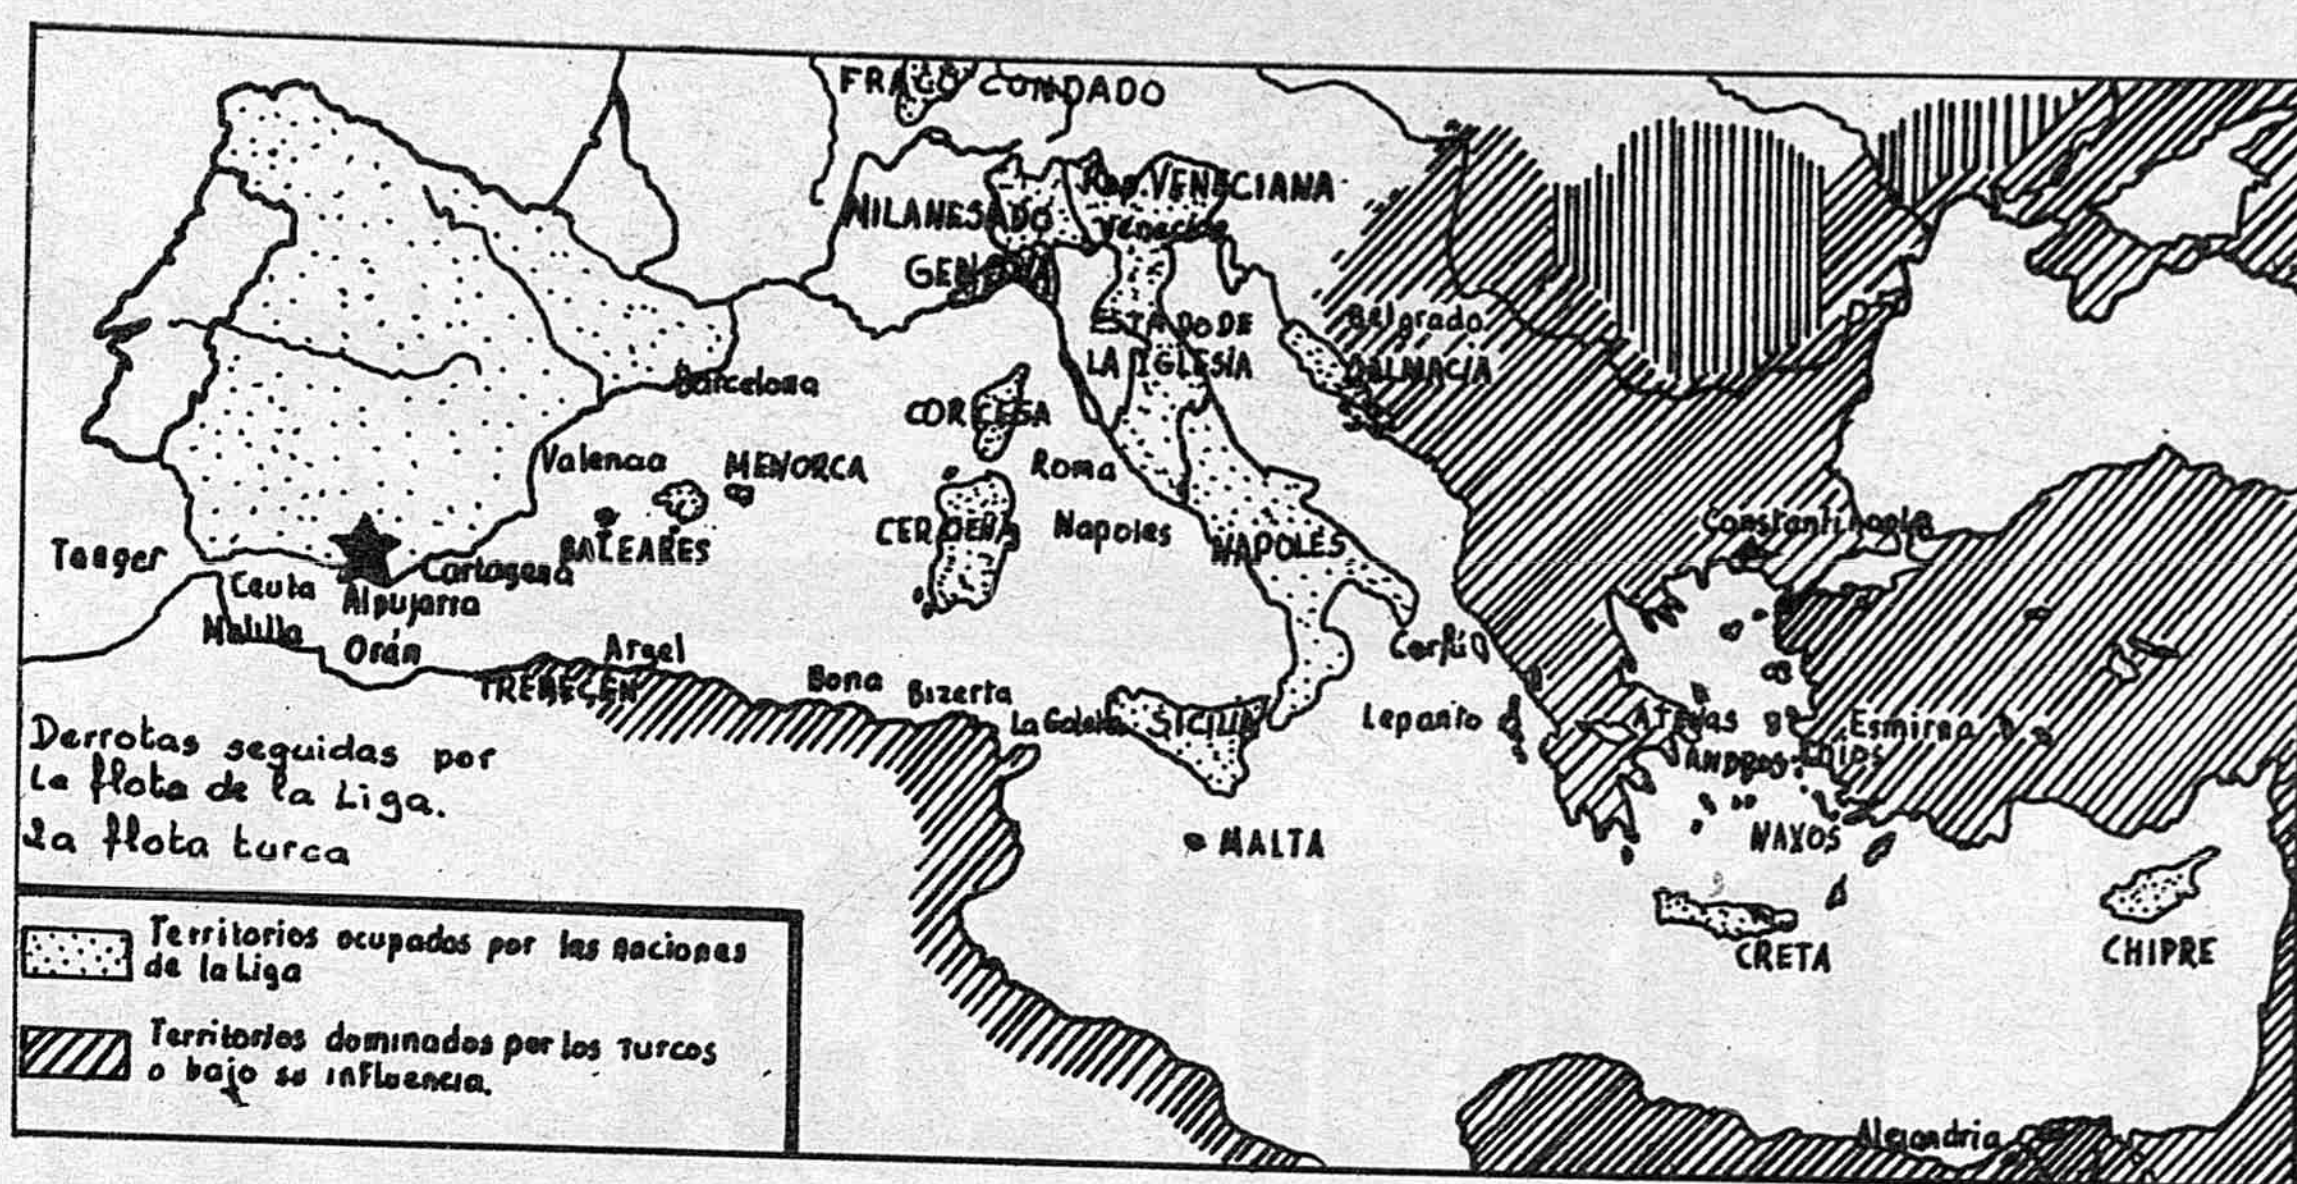 FRACO CONDADO
Rep. VENECIANA
MILANESADO
Venecia
GENOVA
ESTADO DE
LA IGLESIA
Belgrado
DALMACIA
Barcelona
CORCEGA
Valencia
MENORCA
Roma
CERDEÑA
Napoles
NAPOLES
BALEARES
Constantinopla
Tanger
Ceuta
Cartagena
Alpujarra
Melilla
Orán
Argel
TREMECEN
Bona
Bizerta
La Goleta
SICILIA
Corfú
Lepanto
ATENAS
Esmirna
ANDROS
Chios
NAXOS
MALTA
CRETA
CHIPRE
Alejandria
Derrotas seguidas por
La flota de la Liga.
La flota turca
Territorios ocupados por las naciones
de la Liga
Territorios dominados por los Turcos
o bajo su influencia.